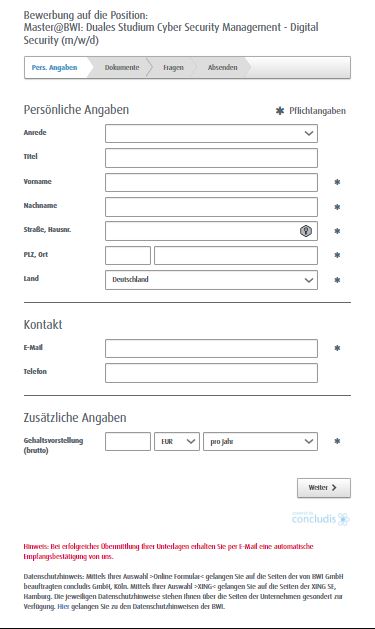 Bewerbung auf die Position:
Master@BWI: Duales Studium Cyber Security Management - Digital
Security (m/w/d)
Pers. Angaben Dokumente Fragen Absenden
Persönliche Angaben * Pflichtangaben
Anrede
Titel
Vorname *
Nachname *
Straße, Hausnr. *
PLZ, Ort *
Land Deutschland *
Kontakt
E-Mail *
Telefon
Zusätzliche Angaben
Gehaltsvorstellung EUR pro Jahr *
(brutto)
Weiter
powered by
concludis
Hinweis: Bei erfolgreicher Übermittlung Ihrer Unterlagen erhalten Sie per E-Mail eine automatische
Empfangsbestätigung von uns.
Datenschutzhinweis: Mittels Ihrer Auswahl >Online Formular< gelangen Sie auf die Seiten der von BWI GmbH
beauftragten concludis GmbH, Köln. Mittels Ihrer Auswahl >XING< gelangen Sie auf die Seiten der XING SE,
Hamburg. Die jeweiligen Datenschutzhinweise stehen Ihnen über die Seiten der Unternehmen gesondert zur
Verfügung. Hier gelangen Sie zu den Datenschutzhinweisen der BWI.